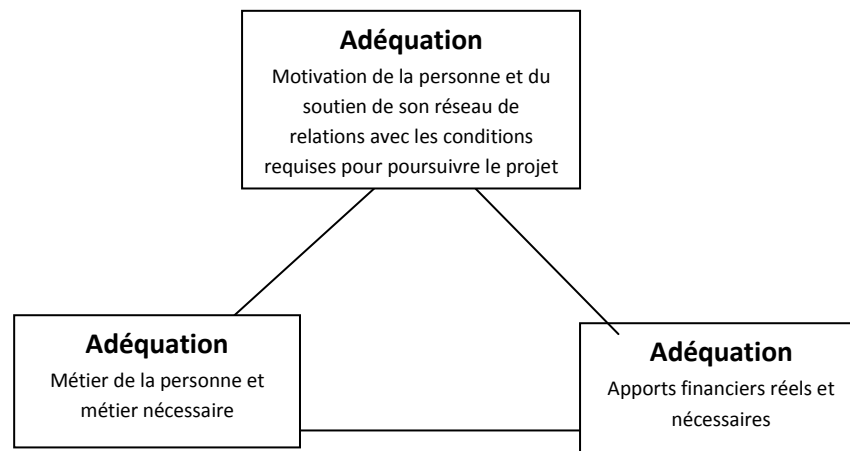 Adéquation
Motivation de la personne et du
soutien de son réseau de
relations avec les conditions
requises pour poursuivre le projet
Adéquation
Métier de la personne et
métier nécessaire
Adéquation
Apports financiers réels et
nécessaires